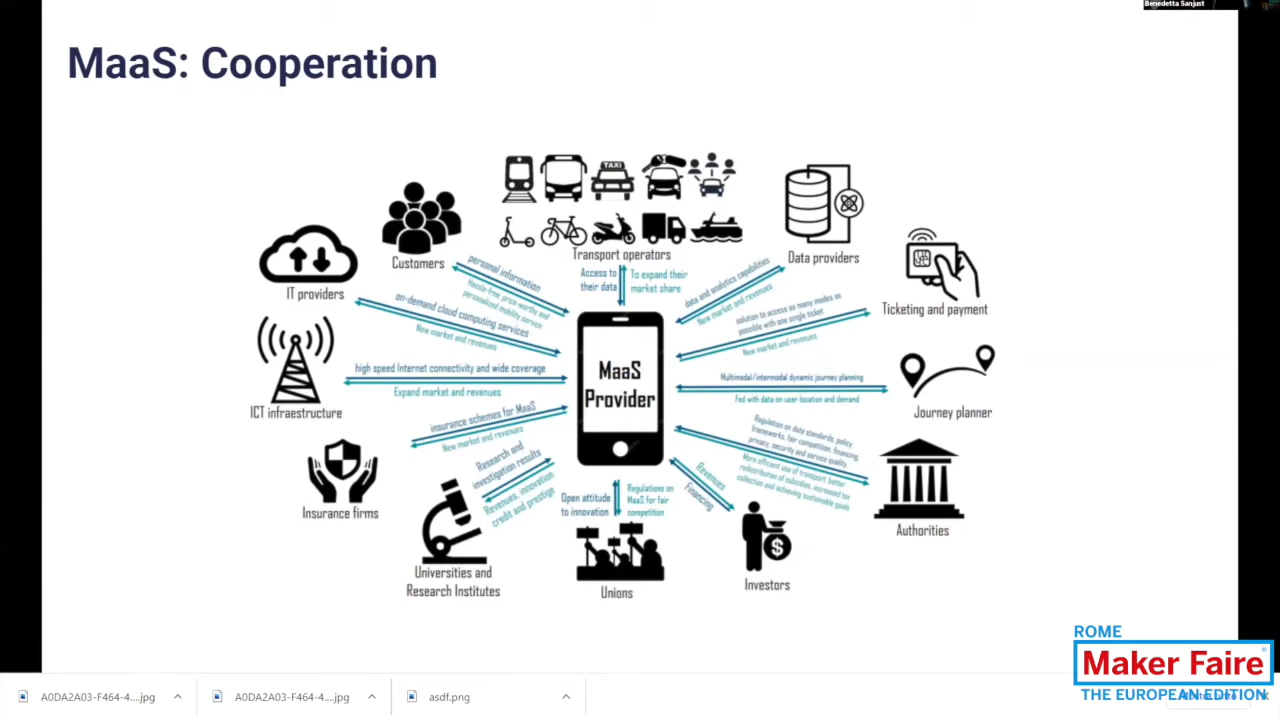 Benedetta Sanjust
MaaS: Cooperation
TAXI
Transport operators
Customers
Data providers
IT providers
Ticketing and payment
personal information
Hassle-free, price-worthy and
personalized mobility service
Access to
their data
To expand their
market share
data and analytics capabilities
New market and revenues
on-demand cloud computing services
New market and revenues
solution to access as many modes as
possible with one single ticket
New market and revenues
MaaS
Provider
high speed Internet connectivity and wide coverage
Expand market and revenues
ICT infraestructure
Multimodal/intermodal dynamic journey planning
Fed with data on user location and demand
Journey planner
insurance schemes for MaaS
New market and revenues
Insurance firms
Regulation on data standards, policy
frameworks, fair competition, financing,
privacy, security and service quality.
More efficient use of transport, better
redistribution of subsidies, increased tax
collection and achieving sustainable goals
Authorities
Research and
investigation results
Revenues, innovation
credit and prestige
Universities and
Research Institutes
Open attitude
to innovation
Regulations on
MaaS for fair
competition
Unions
Revenues
Financing
$
Investors
ROME
Maker Faire®
THE EUROPEAN EDITION
A0DA2A03-F464-4....jpg
A0DA2A03-F464-4....jpg
asdf.png